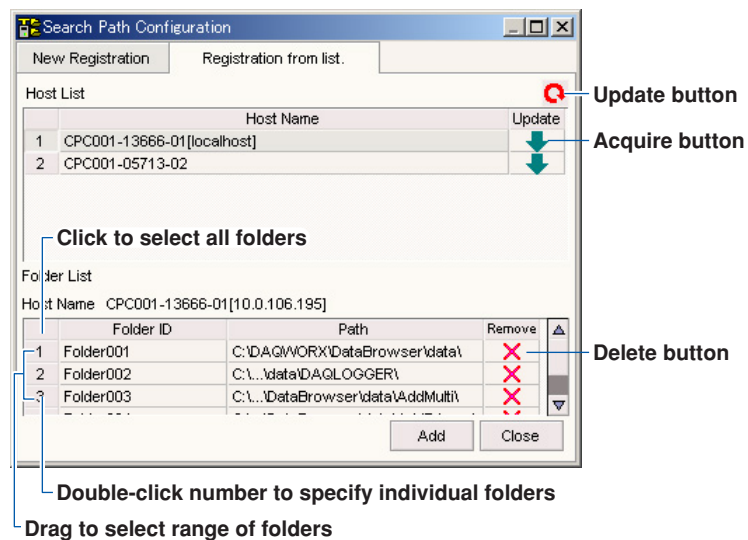 Search Path Configuration
New Registration Registration from list.
Host List
Update button
Host Name Update
1 CPC001-13666-01[localhost]
Acquire button
2 CPC001-05713-02
Click to select all folders
Folder List
Host Name CPC001-13666-01[10.0.106.195]
Folder ID Path Remove
1 Folder001 C:\DAQWORX\DataBrowser\data\
Delete button
2 Folder002 C:\...\data\DAQLOGGER\
3 Folder003 C:\...\DataBrowser\data\AddMulti\
Add Close
Double-click number to specify individual folders
Drag to select range of folders